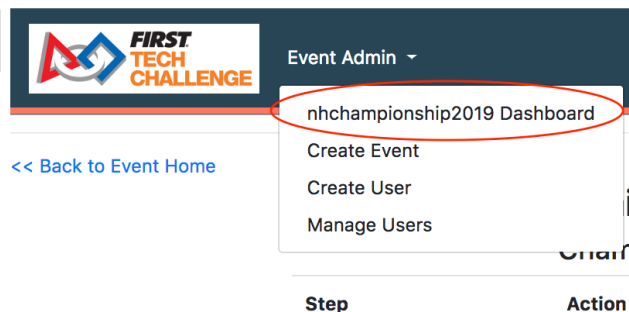 FIRST
TECH
CHALLENGE
Event Admin
nhchampionship2019 Dashboard
Create Event
Create User
Manage Users
<< Back to Event Home
Step Action